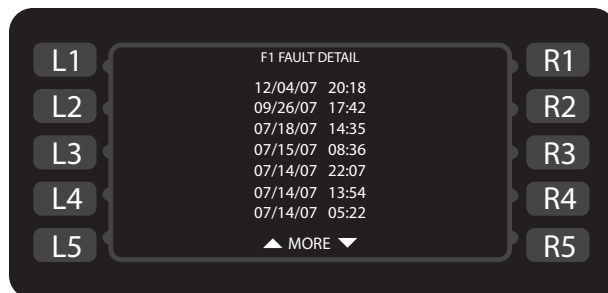 F1 FAULT DETAIL
L1
R1
12/04/07 20:18
L2
09/26/07 17:42
R2
07/18/07 14:35
L3
07/15/07 08:36
R3
07/14/07 22:07
L4
07/14/07 13:54
R4
07/14/07 05:22
L5
▲ MORE ▼
R5